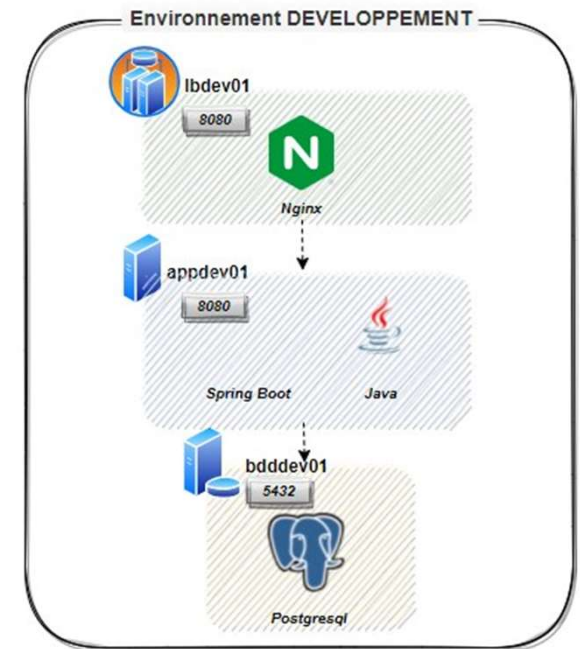 Environnement DEVELOPPEMENT
lbdev01
8080
N
Nginx
appdev01
8080
Spring Boot
Java
bdddev01
5432
Postgresql